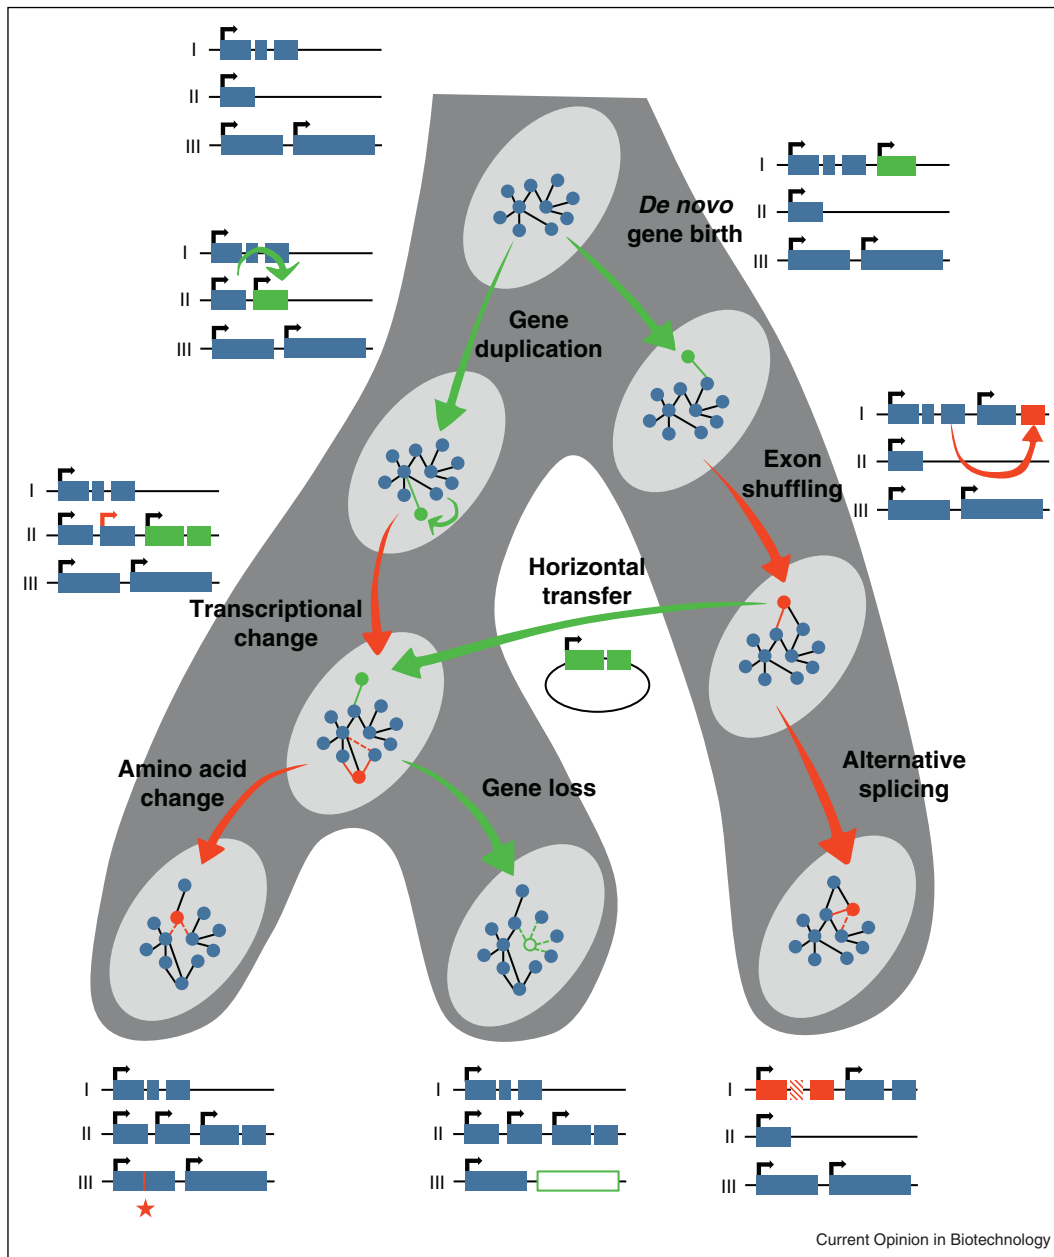 I
II
III
De novo
gene birth
I
II
III
I
II
III
Gene
duplication
I
II
III
Exon
shuffling
I
II
III
Horizontal
transfer
Transcriptional
change
Amino acid
change
Gene loss
Alternative
splicing
I
II
III
I
II
III
I
II
III
Current Opinion in Biotechnology